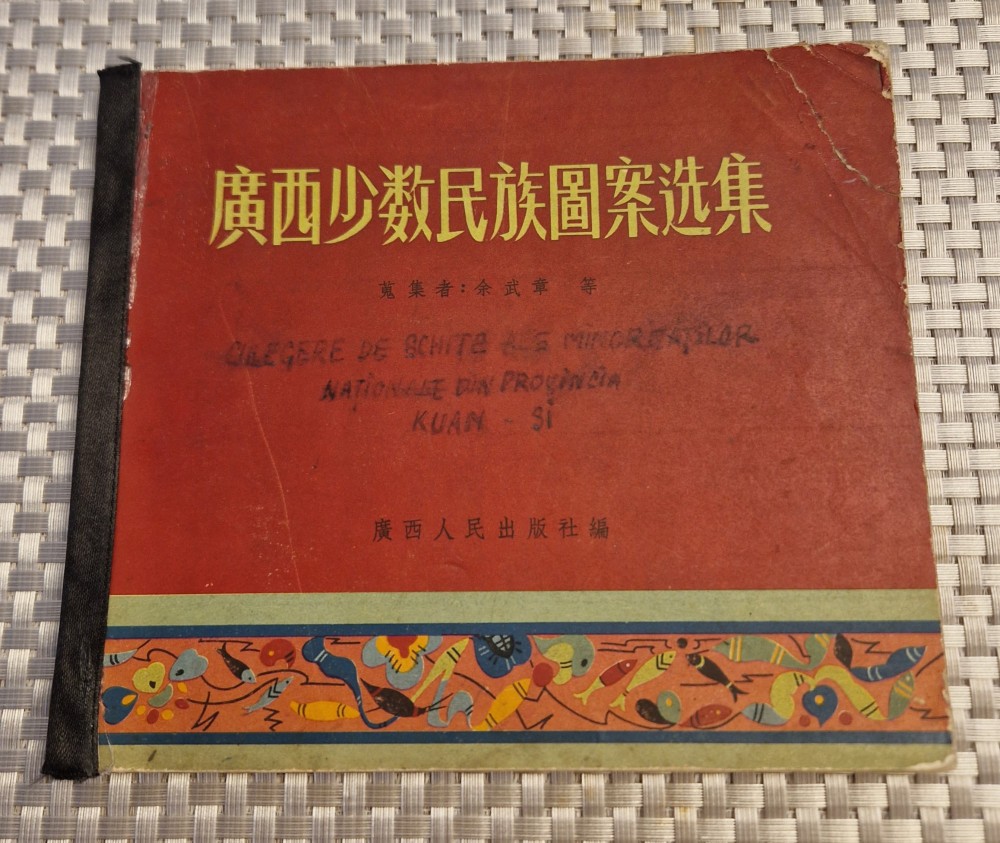 廣西少数民族圖案选集
蒐集者：余武章 等
CULEGERE DE SCHITE ALE MINORITAȚILOR
NAȚIONALE DIN PROVINCIA
KUAN - SI
廣西人民出版社編